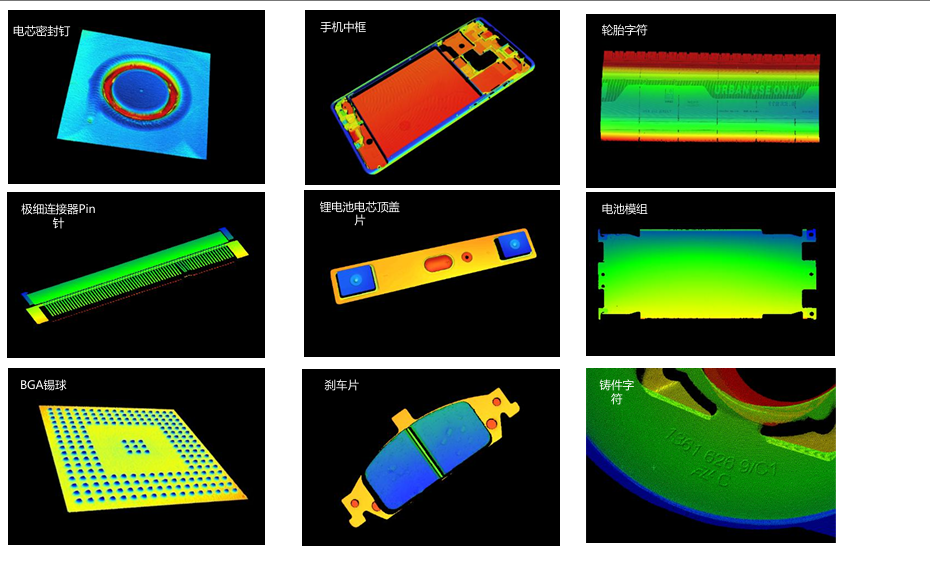 电芯密封钉
手机中框
轮胎字符
URBAN USE ONLY
极细连接器Pin
针
锂电池电芯顶盖
片
电池模组
BGA锡球
刹车片
铸件字
符